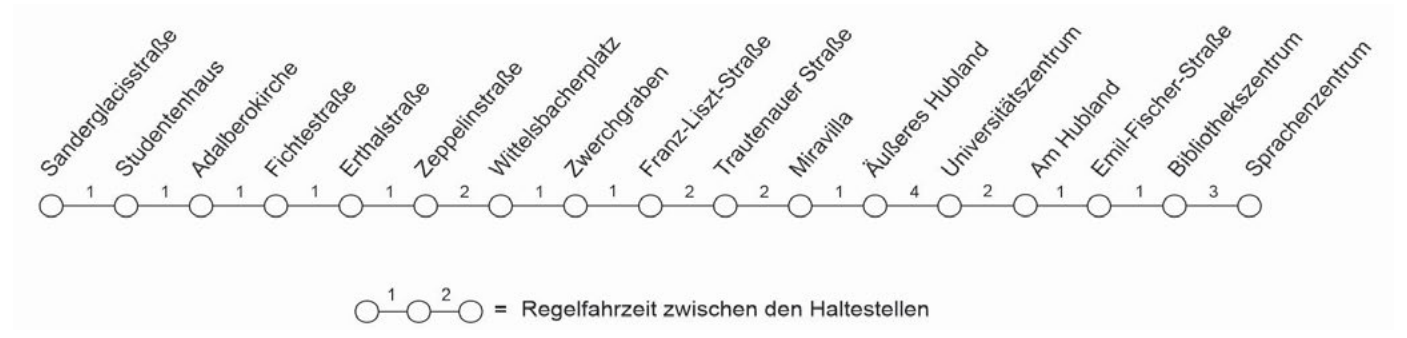 Sanderglacisstraße
Studentenhaus
Adalberokirche
Fichtestraße
Erthalstraße
Zeppelinstraße
Wittelsbacherplatz
Zwerchgraben
Franz-Liszt-Straße
Trautenauer Straße
Miravilla
Äußeres Hubland
Universitätszentrum
Am Hubland
Emil-Fischer-Straße
Bibliothekszentrum
Sprachenzentrum
1 1 1 1 1 2 1 1 2 2 1 4 2 1 1 3
1 2
= Regelfahrzeit zwischen den Haltestellen